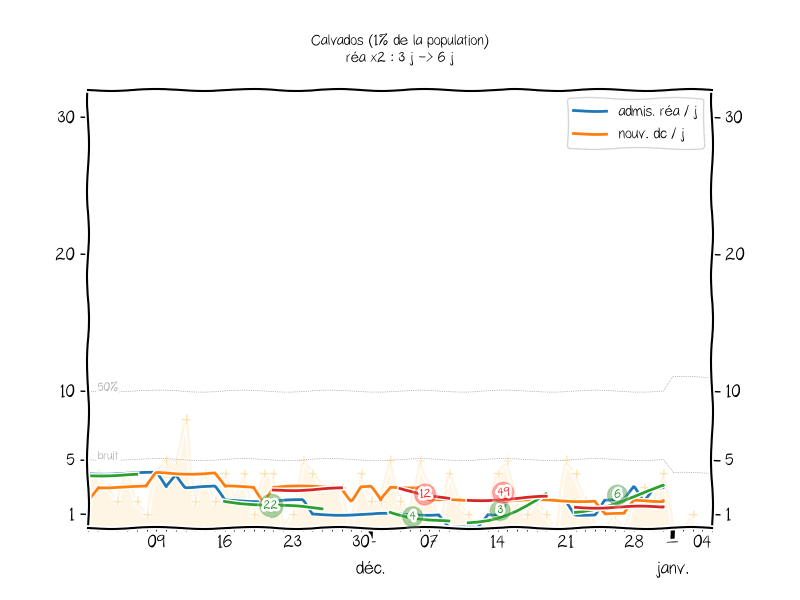 Calvados (1% de la population)
réa x2 : 3 j -> 6 j
admis. réa / j
nouv. dc / j
30 30
20 20
10 10
5 5
1 1
50%
bruit
22
4
12
3
49
6
09 16 23 30 07 14 21 28 04
déc. janv.